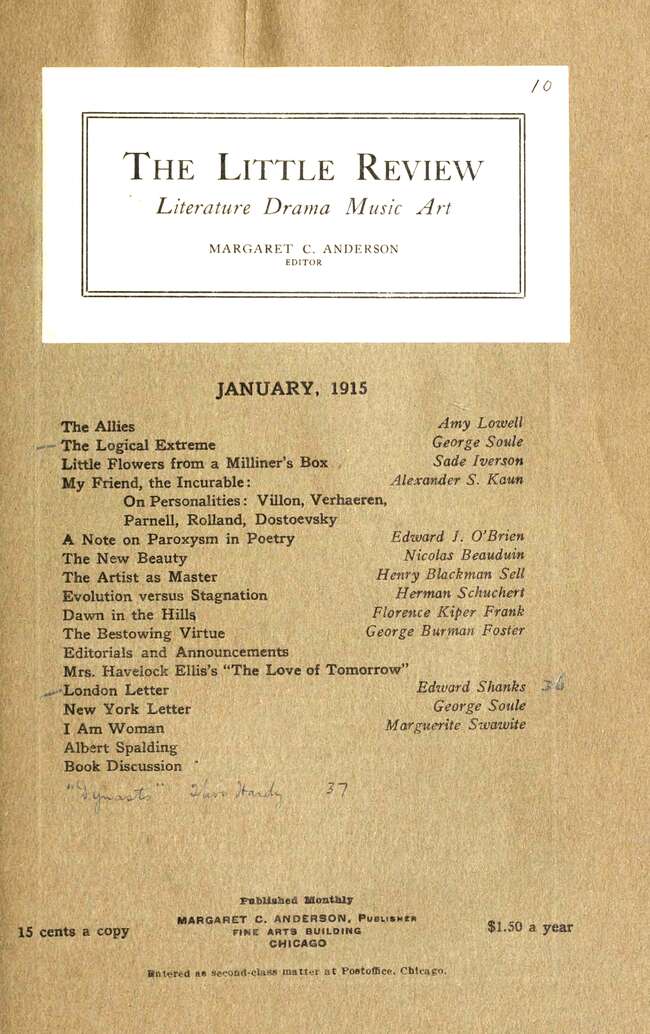 10
THE LITTLE REVIEW
Literature Drama Music Art
MARGARET C. ANDERSON
EDITOR
JANUARY, 1915
The Allies Amy Lowell
The Logical Extreme George Soule
Little Flowers from a Milliner's Box Sade Iverson
My Friend, the Incurable: Alexander S. Kaun
On Personalities: Villon, Verhaeren,
Parnell, Rolland, Dostoevsky
A Note on Paroxysm in Poetry Edward J. O'Brien
The New Beauty Nicolas Beauduin
The Artist as Master Henry Blackman Sell
Evolution versus Stagnation Herman Schuchert
Dawn in the Hills Florence Kiper Frank
The Bestowing Virtue George Burman Foster
Editorials and Announcements
Mrs. Havelock Ellis's "The Love of Tomorrow"
London Letter Edward Shanks 36
New York Letter George Soule
I Am Woman Marguerite Swawite
Albert Spalding
Book Discussion
"Dynasts" Hardy 37
Published Monthly
MARGARET C. ANDERSON, PUBLISHER
15 cents a copy FINE ARTS BUILDING $1.50 a year
CHICAGO
Entered as second-class matter at Postoffice, Chicago.